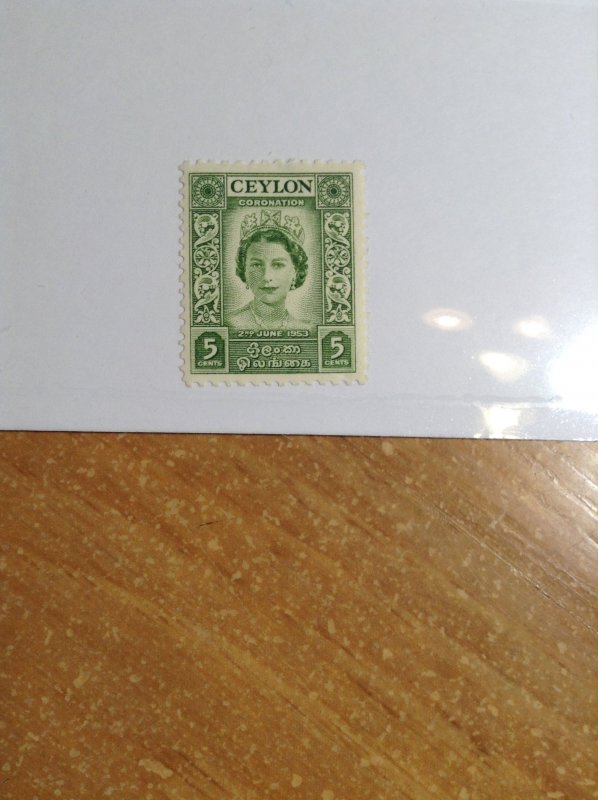 CEYLON
CORONATION
2ND JUNE 1953
5 CENTS
ශ්‍රී ලංකා
இலங்கை
5 CENTS